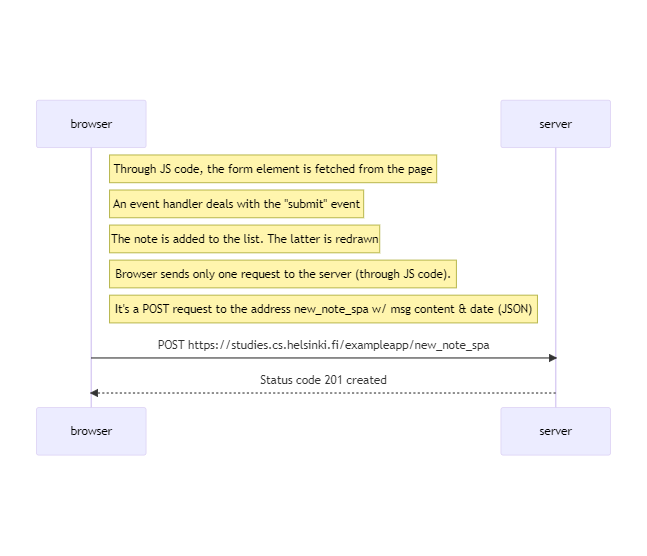 browser
server
Through JS code, the form element is fetched from the page
An event handler deals with the "submit" event
The note is added to the list. The latter is redrawn
Browser sends only one request to the server (through JS code).
It's a POST request to the address new_note_spa w/ msg content & date (JSON)
POST https://studies.cs.helsinki.fi/exampleapp/new_note_spa
Status code 201 created
browser
server